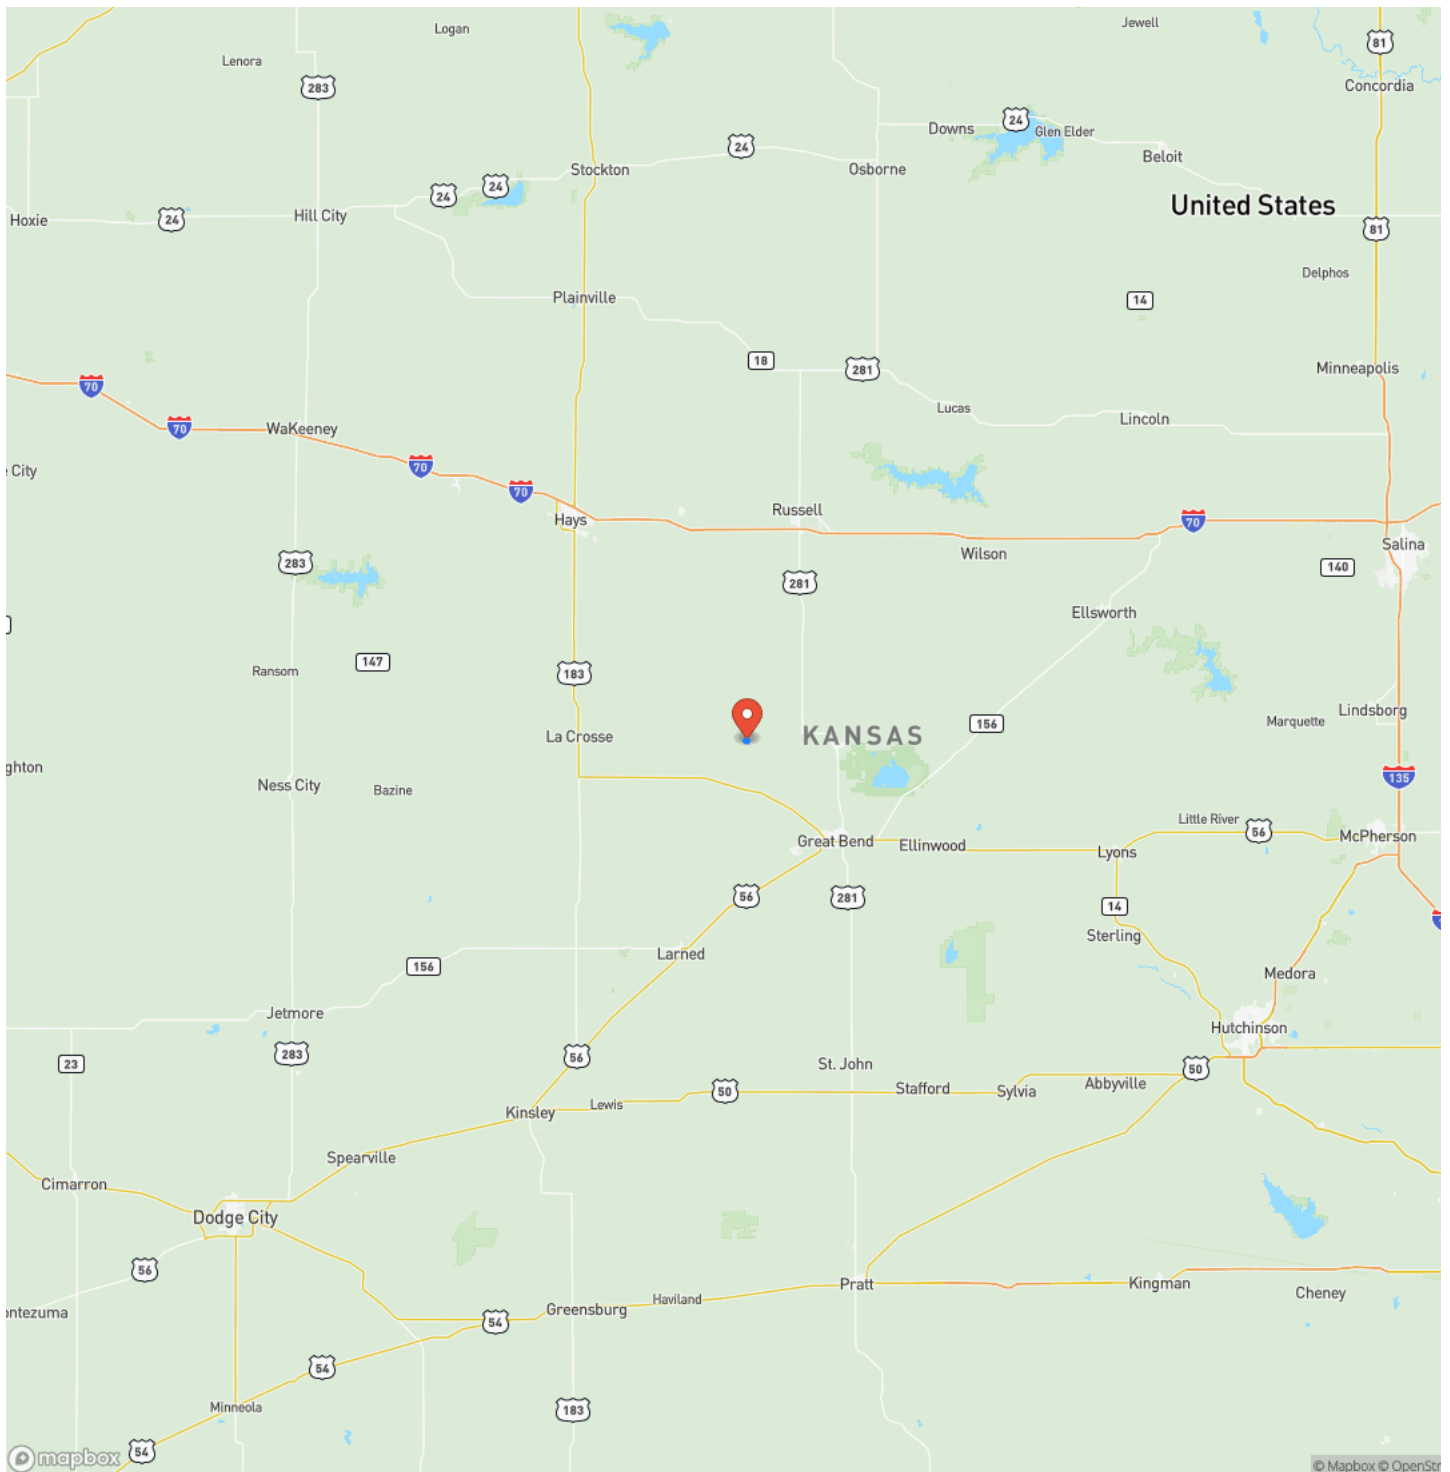 Logan
Jewell
81
Lenora
283
Concordia
24
Downs
Glen Elder
24
Stockton
Beloit
Osborne
24
24
United States
Hoxie
24
Hill City
81
Delphos
Plainville
14
18
281
Minneapolis
70
Lucas
Lincoln
70
WaKeeney
70
City
70
Russell
Hays
70
Salina
Wilson
283
140
281
Ellsworth
147
Ransom
183
Lindsborg
Marquette
156
La Crosse
KANSAS
ghton
135
Ness City
Bazine
Little River
56
McPherson
Great Bend
Ellinwood
Lyons
56
281
14
Sterling
Larned
156
Medora
Jetmore
Hutchinson
283
56
23
St. John
50
50
Stafford
Sylvia
Abbyville
Lewis
Kinsley
Spearville
Cimarron
Dodge City
56
Pratt
Kingman
Cheney
Haviland
Greensburg
ontezuma
54
54
Minneola
183
54
mapbox
© Mapbox © OpenStr